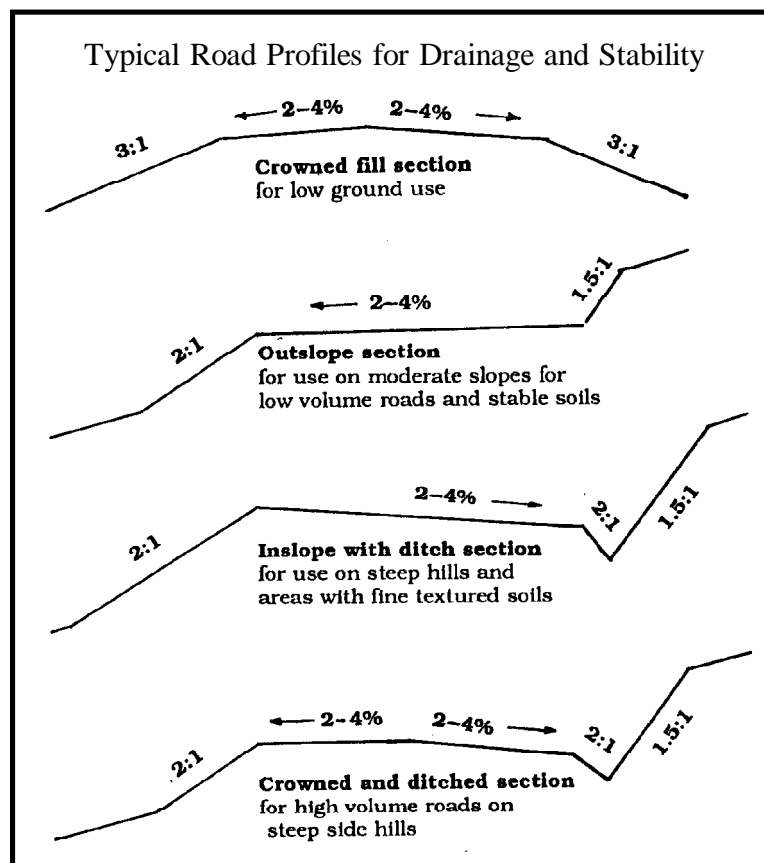 Typical Road Profiles for Drainage and Stability
2–4% 2–4%
3:1 3:1
Crowned fill section
for low ground use
1.5:1
2–4%
2:1
Outslope section
for use on moderate slopes for
low volume roads and stable soils
2–4%
2:1 2:1 1.5:1
Inslope with ditch section
for use on steep hills and
areas with fine textured soils
2–4% 2–4%
2:1 2:1 1.5:1
Crowned and ditched section
for high volume roads on
steep side hills